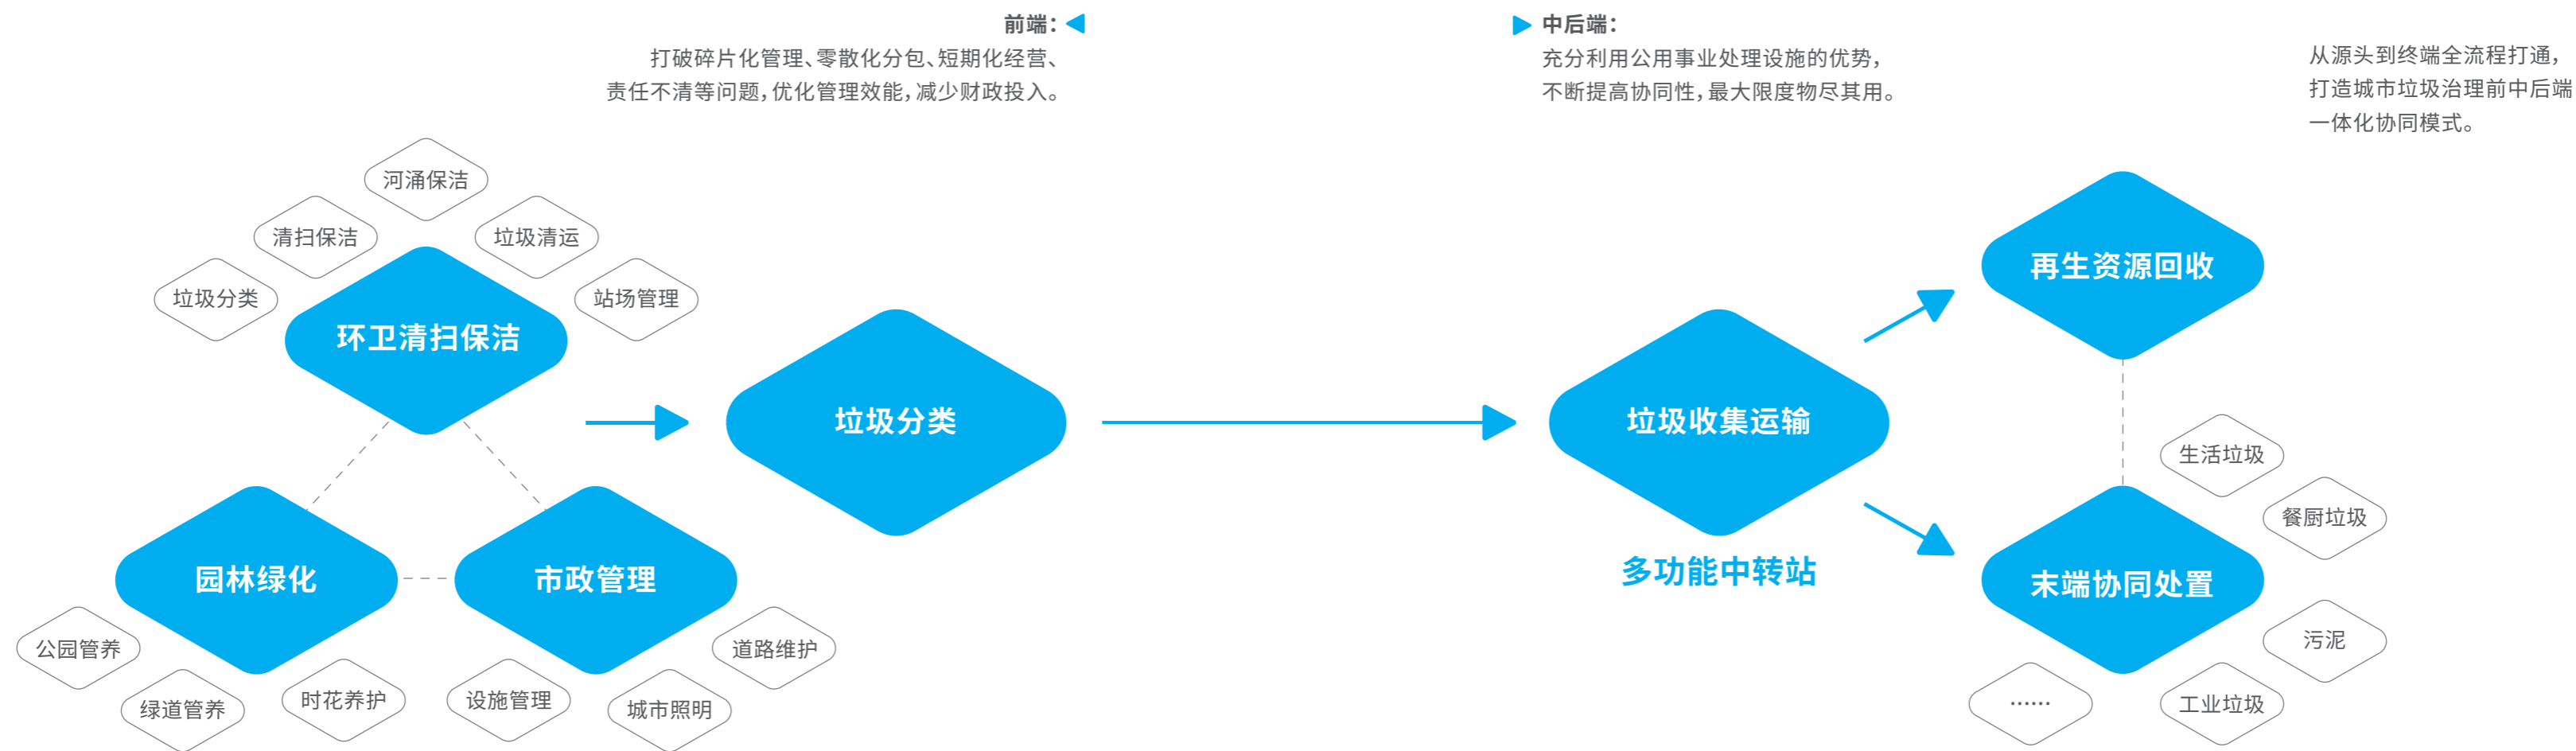 前端：
打破碎片化管理、零散化分包、短期化经营、
责任不清等问题，优化管理效能，减少财政投入。
中后端：
充分利用公用事业处理设施的优势，
不断提高协同性，最大限度物尽其用。
从源头到终端全流程打通，
打造城市垃圾治理前中后端
一体化协同模式。
河涌保洁
清扫保洁
垃圾清运
垃圾分类
站场管理
环卫清扫保洁
园林绿化
市政管理
公园管养
绿道管养
时花养护
设施管理
城市照明
道路维护
垃圾分类
垃圾收集运输
多功能中转站
再生资源回收
末端协同处置
生活垃圾
餐厨垃圾
污泥
工业垃圾
……